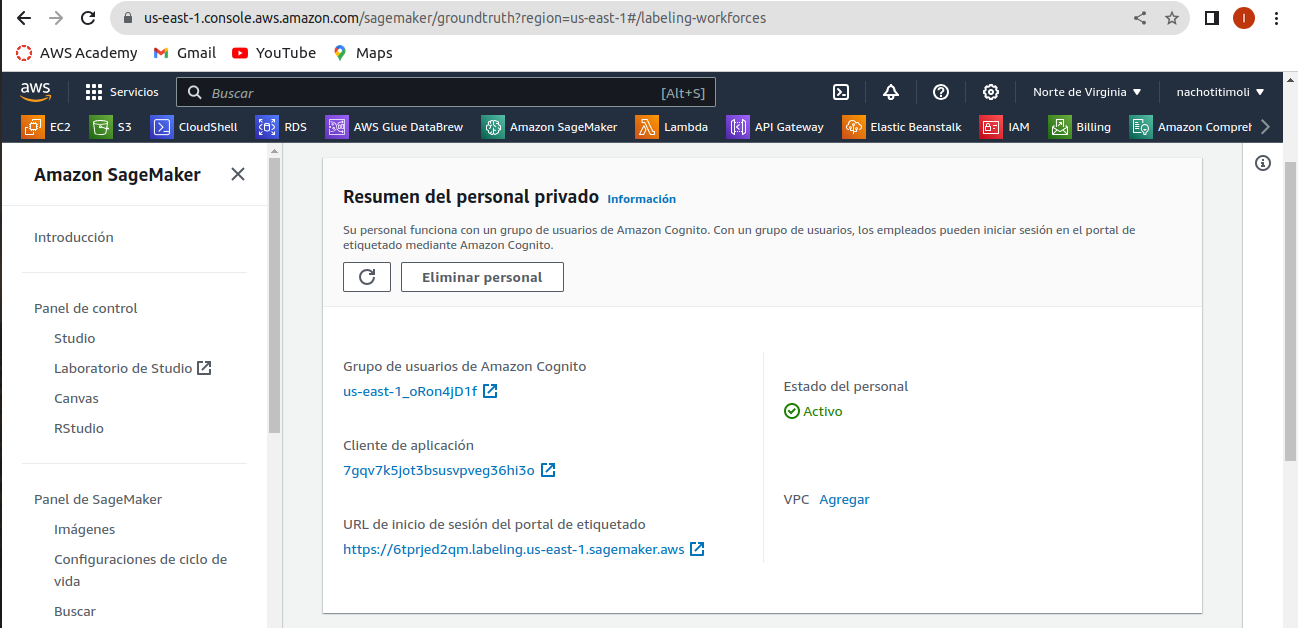 us-east-1.console.aws.amazon.com/sagemaker/groundtruth?region=us-east-1#/labeling-workforces
I
AWS Academy Gmail YouTube Maps
aws Servicios Buscar [Alt+S] Norte de Virginia nachotitimoli
EC2 S3 CloudShell RDS AWS Glue DataBrew Amazon SageMaker Lambda API Gateway Elastic Beanstalk IAM Billing Amazon Compreh
Amazon SageMaker
Introducción
Panel de control
Studio
Laboratorio de Studio
Canvas
RStudio
Panel de SageMaker
Imágenes
Configuraciones de ciclo de
vida
Buscar
Resumen del personal privado Información
Su personal funciona con un grupo de usuarios de Amazon Cognito. Con un grupo de usuarios, los empleados pueden iniciar sesión en el portal de
etiquetado mediante Amazon Cognito.
Eliminar personal
Grupo de usuarios de Amazon Cognito
us-east-1_oRon4jD1f
Cliente de aplicación
7gqv7k5jot3bsusvpveg36hi3o
URL de inicio de sesión del portal de etiquetado
https://6tprjed2qm.labeling.us-east-1.sagemaker.aws
Estado del personal
Activo
VPC Agregar